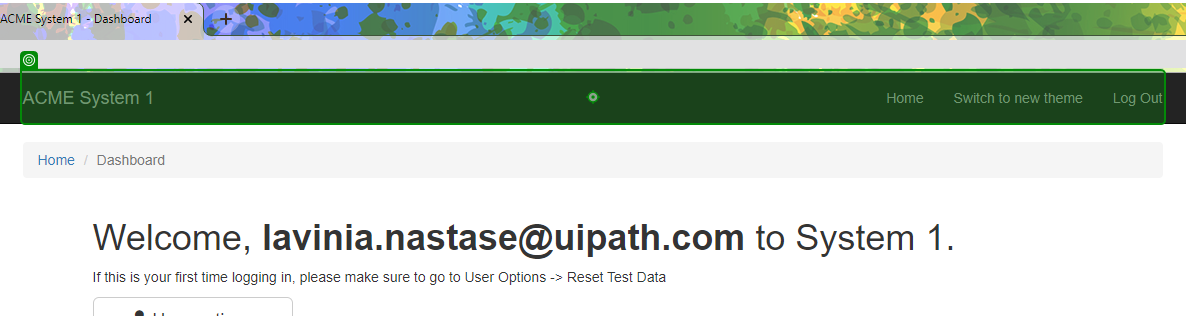 ACME System 1 - Dashboard
ACME System 1 Home Switch to new theme Log Out
Home / Dashboard
Welcome, lavinia.nastase@uipath.com to System 1.
If this is your first time logging in, please make sure to go to User Options -> Reset Test Data